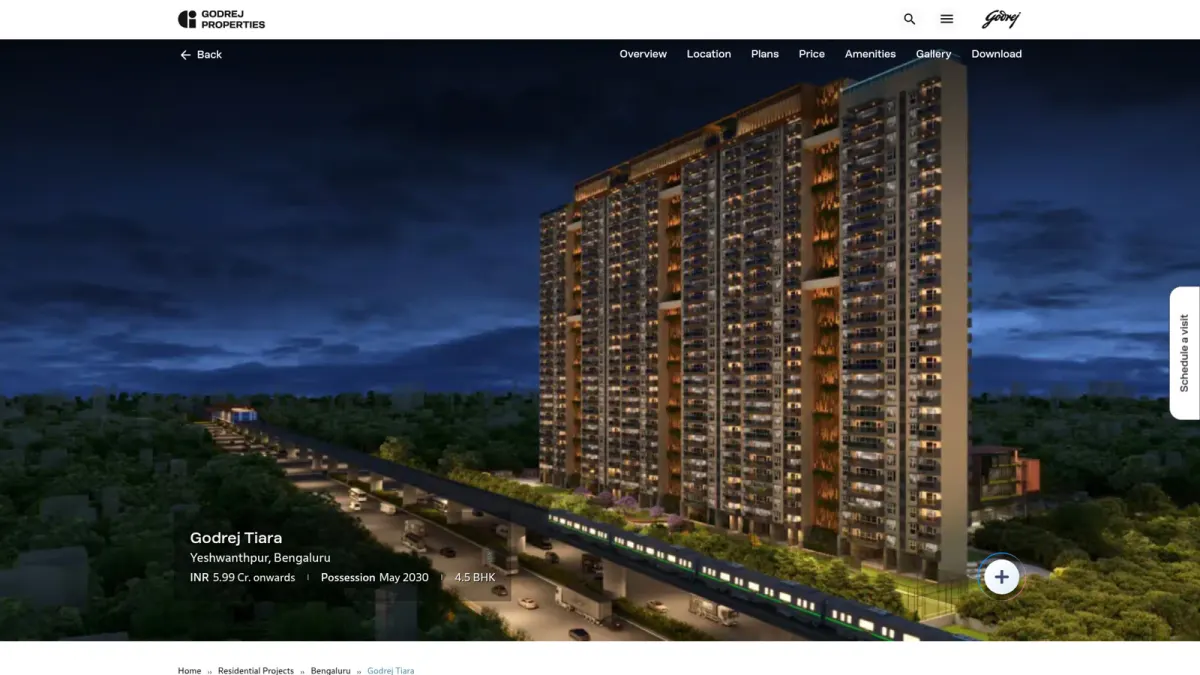 GODREJ
PROPERTIES
Godrej
Back
Overview Location Plans Price Amenities Gallery Download
Schedule a visit
Godrej Tiara
Yeshwanthpur, Bengaluru
INR 5.99 Cr. onwards | Possession May 2030 | 4.5 BHK
+
Home » Residential Projects » Bengaluru » Godrej Tiara